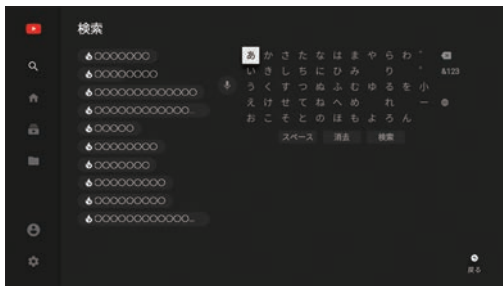 検索
○○○○○○○
○○○○○○○○
○○○○○○○○○○○○○
○○○○○○○○○○○○...
○○○○○
○○○○○○○○
○○○○○○○
○○○○○○○○○
○○○○○○○○○
○○○○○○○○○○○○...
あかさたなはまやらわ゛
いきしちにひみ り ゜ &123
うくすつぬふむゆるを小
えけせてねへめ れ ー
おこそとのほもよろん
スペース 消去 検索
戻る